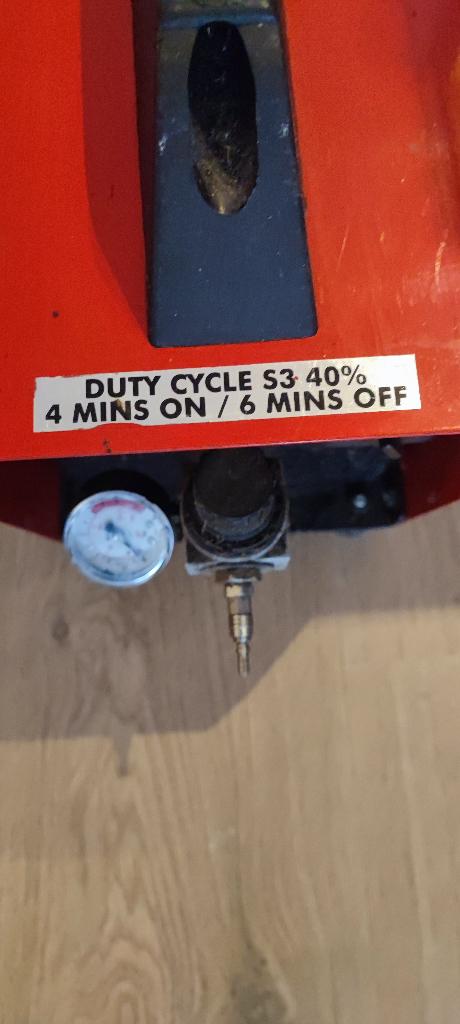 DUTY CYCLE S3 40%
4 MINS ON / 6 MINS OFF